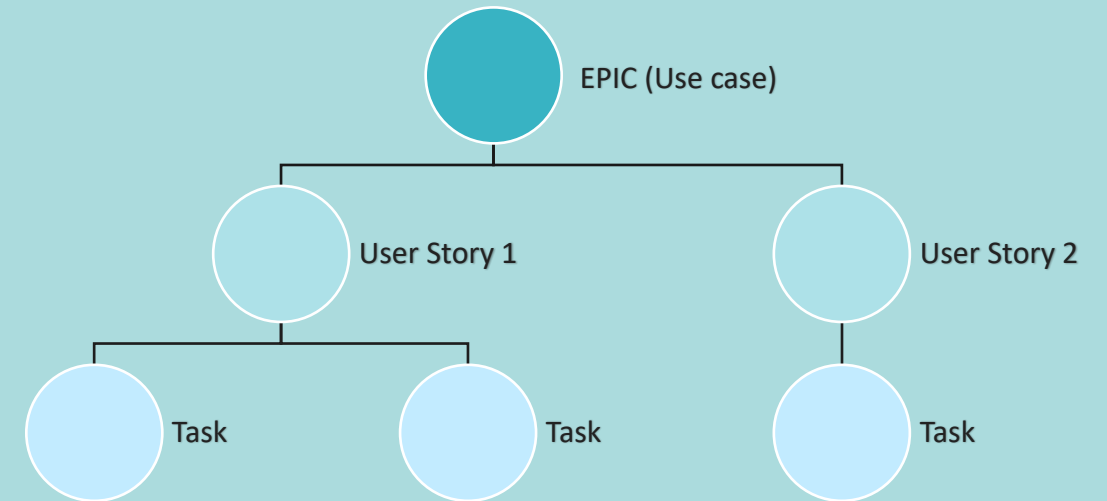 EPIC (Use case)
User Story 1
User Story 2
Task
Task
Task